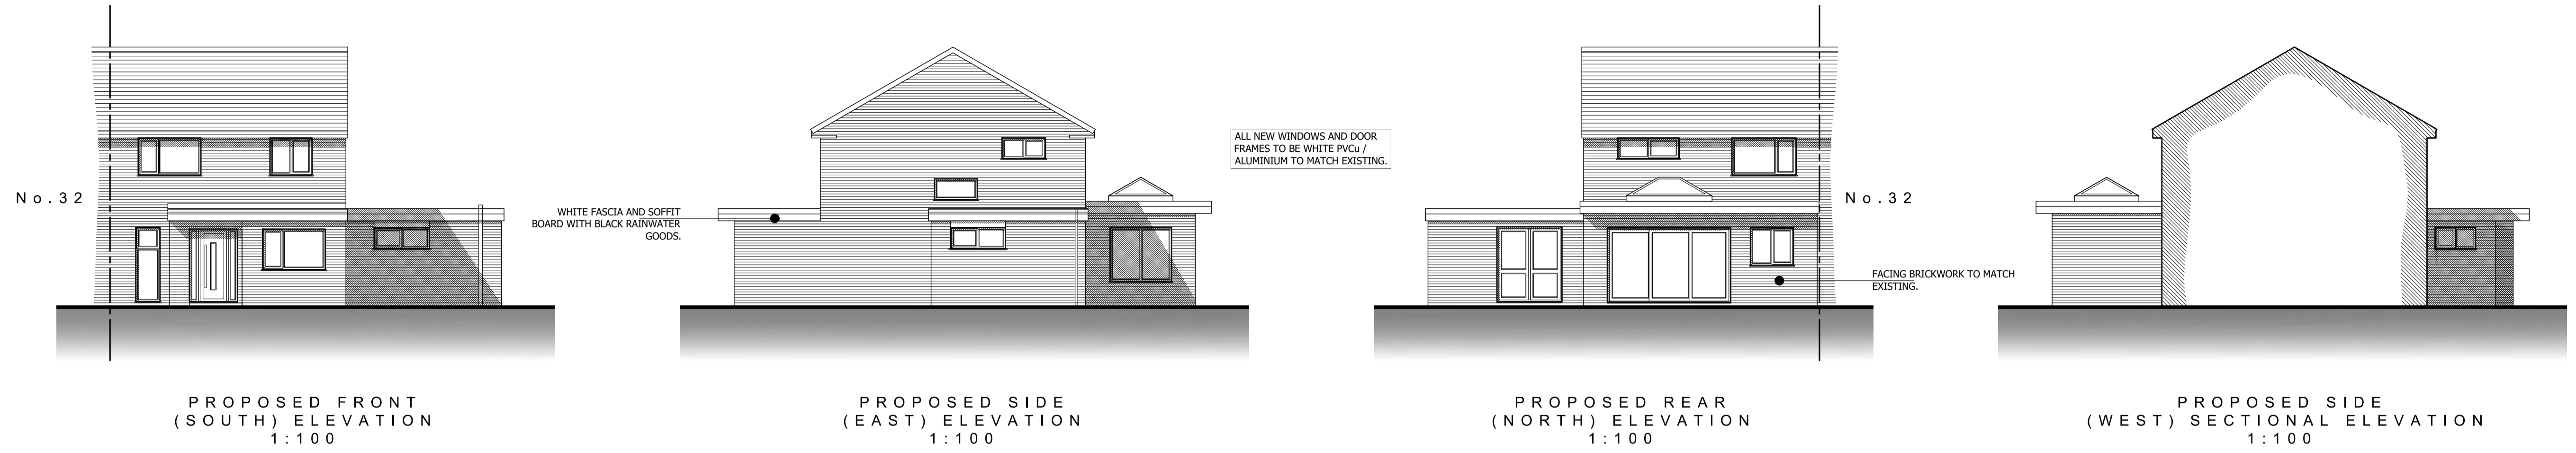 No.32
WHITE FASCIA AND SOFFIT
BOARD WITH BLACK RAINWATER
GOODS.
ALL NEW WINDOWS AND DOOR
FRAMES TO BE WHITE PVCu /
ALUMINIUM TO MATCH EXISTING.
No.32
FACING BRICKWORK TO MATCH
EXISTING.
PROPOSED FRONT
(SOUTH) ELEVATION
1:100
PROPOSED SIDE
(EAST) ELEVATION
1:100
PROPOSED REAR
(NORTH) ELEVATION
1:100
PROPOSED SIDE
(WEST) SECTIONAL ELEVATION
1:100